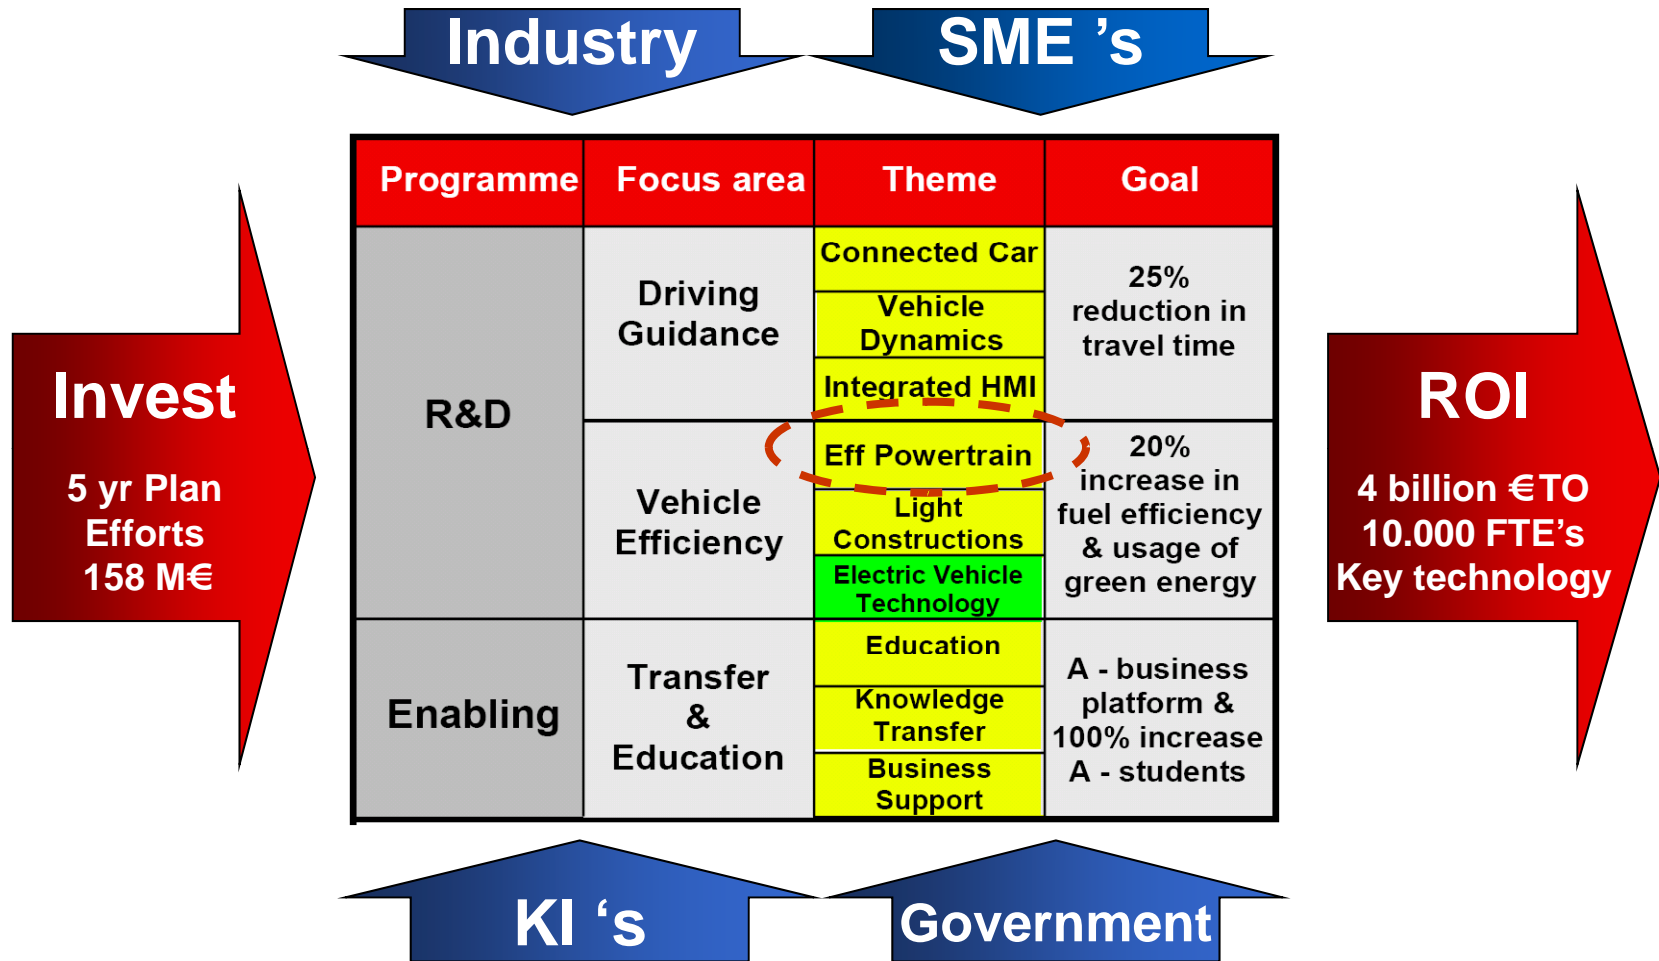 Industry
SME ’s
Invest
5 yr Plan
Efforts
158 M€
Programme
Focus area
Theme
Goal
R&D
Driving
Guidance
Connected Car
Vehicle
Dynamics
Integrated HMI
25%
reduction in
travel time
Vehicle
Efficiency
Eff Powertrain
Light
Constructions
Electric Vehicle
Technology
20%
increase in
fuel efficiency
& usage of
green energy
Enabling
Transfer
&
Education
Education
Knowledge
Transfer
Business
Support
A - business
platform &
100% increase
A - students
ROI
4 billion € TO
10.000 FTE’s
Key technology
KI ‘s
Government